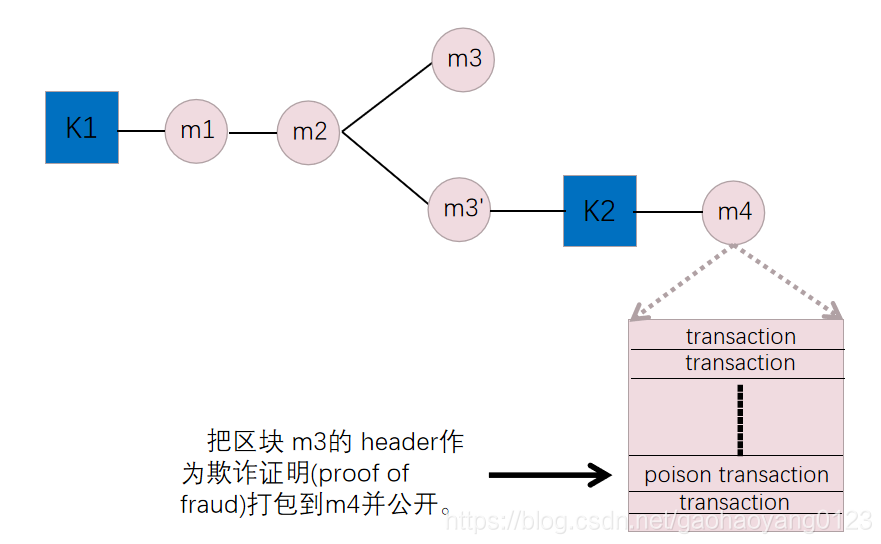 m3
K1
m1
m2
m3'
K2
m4
transaction
transaction
把区块 m3的 header作
为欺诈证明(proof of
fraud)打包到m4并公开。
poison transaction
transaction
https://blog.csdn.net/gaohaoyang0123